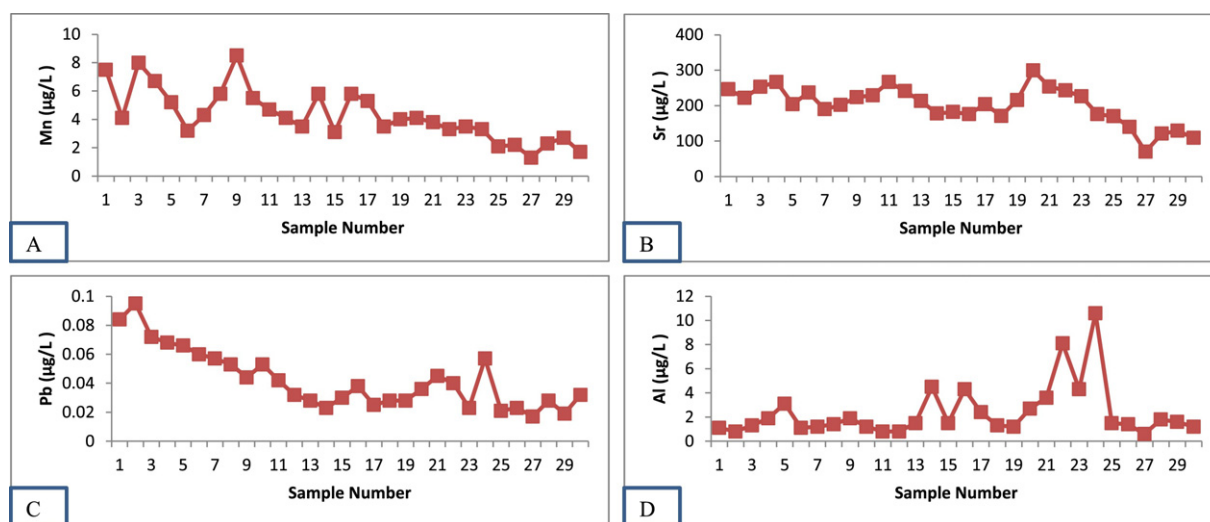 10
8
6
4
2
0
Mn (µg/L)
1 3 5 7 9 11 13 15 17 19 21 23 25 27 29
Sample Number
A
400
300
200
100
0
Sr (µg/L)
1 3 5 7 9 11 13 15 17 19 21 23 25 27 29
Sample Number
B
0.1
0.08
0.06
0.04
0.02
0
Pb (µg/L )
1 3 5 7 9 11 13 15 17 19 21 23 25 27 29
Sample Number
C
12
10
8
6
4
2
0
Al (µg/L)
1 3 5 7 9 11 13 15 17 19 21 23 25 27 29
Sample Number
D